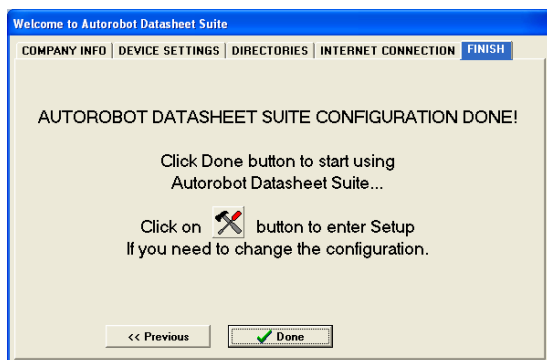 Welcome to Autorobot Datasheet Suite
COMPANY INFO DEVICE SETTINGS DIRECTORIES INTERNET CONNECTION FINISH
AUTOROBOT DATASHEET SUITE CONFIGURATION DONE!
Click Done button to start using
Autorobot Datasheet Suite...
Click on button to enter Setup
If you need to change the configuration.
<< Previous Done